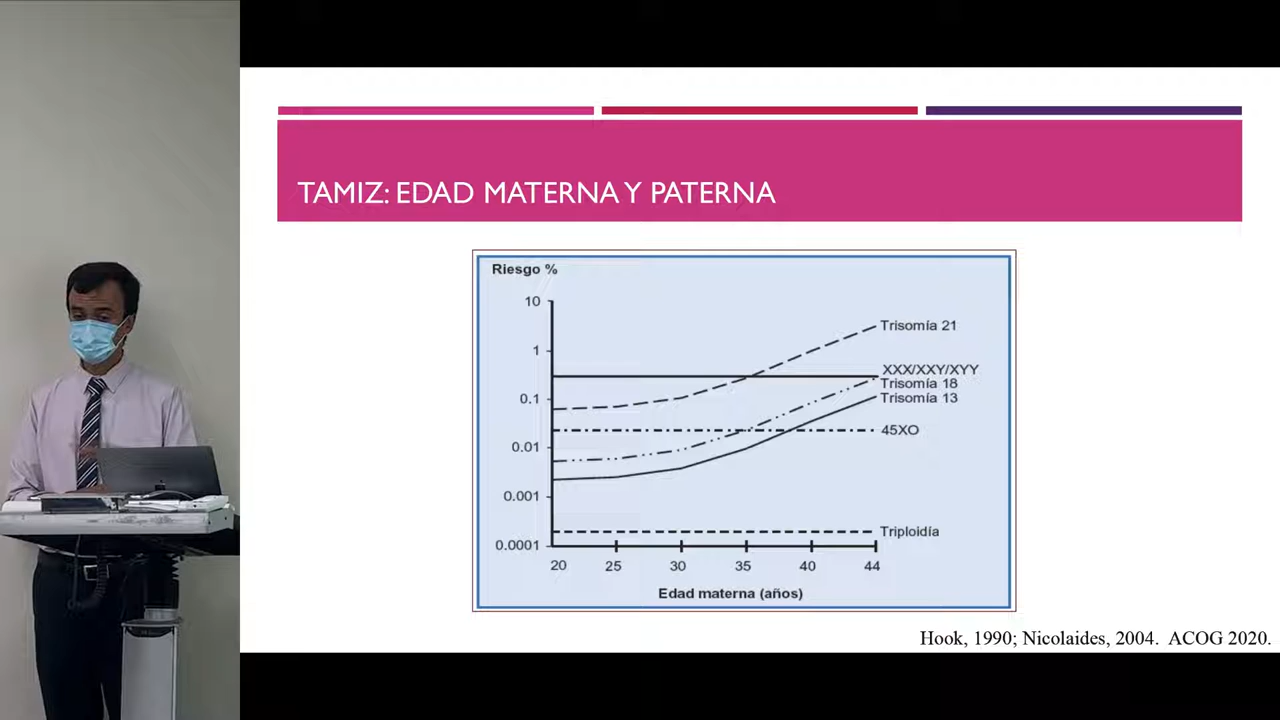 TAMIZ: EDAD MATERNA Y PATERNA
Riesgo %
10
1
0.1
0.01
0.001
0.0001
Trisomía 21
XXX/XXY/XYY
Trisomía 18
Trisomía 13
45XO
Triploidía
20 25 30 35 40 44
Edad materna (años)
Hook, 1990; Nicolaides, 2004. ACOG 2020.